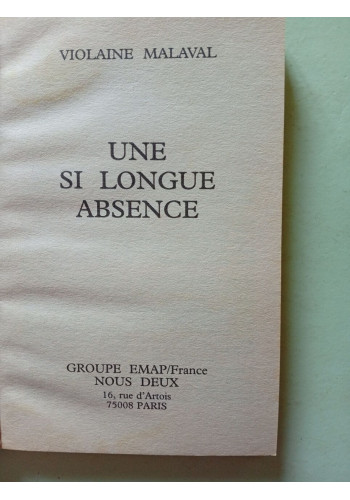 VIOLAINE MALAVAL
UNE
SI LONGUE
ABSENCE
GROUPE EMAP/France
NOUS DEUX
16, rue d'Artois
75008 PARIS